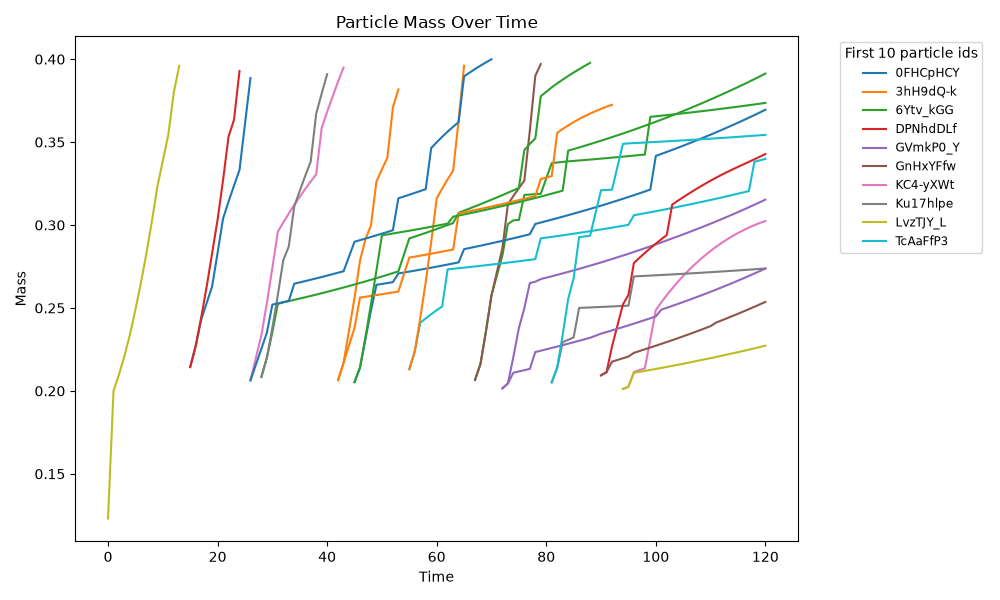 Particle Mass Over Time
Mass
0.40
0.35
0.30
0.25
0.20
0.15
0
20
40
60
80
100
120
Time
First 10 particle ids
0FHCpHCY
3hH9dQ-k
6Ytv_kGG
DPNhdDLf
GVmkP0_Y
GnHxYFfw
KC4-yXWt
Ku17hlpe
LvzTJY_L
TcAaFfP3